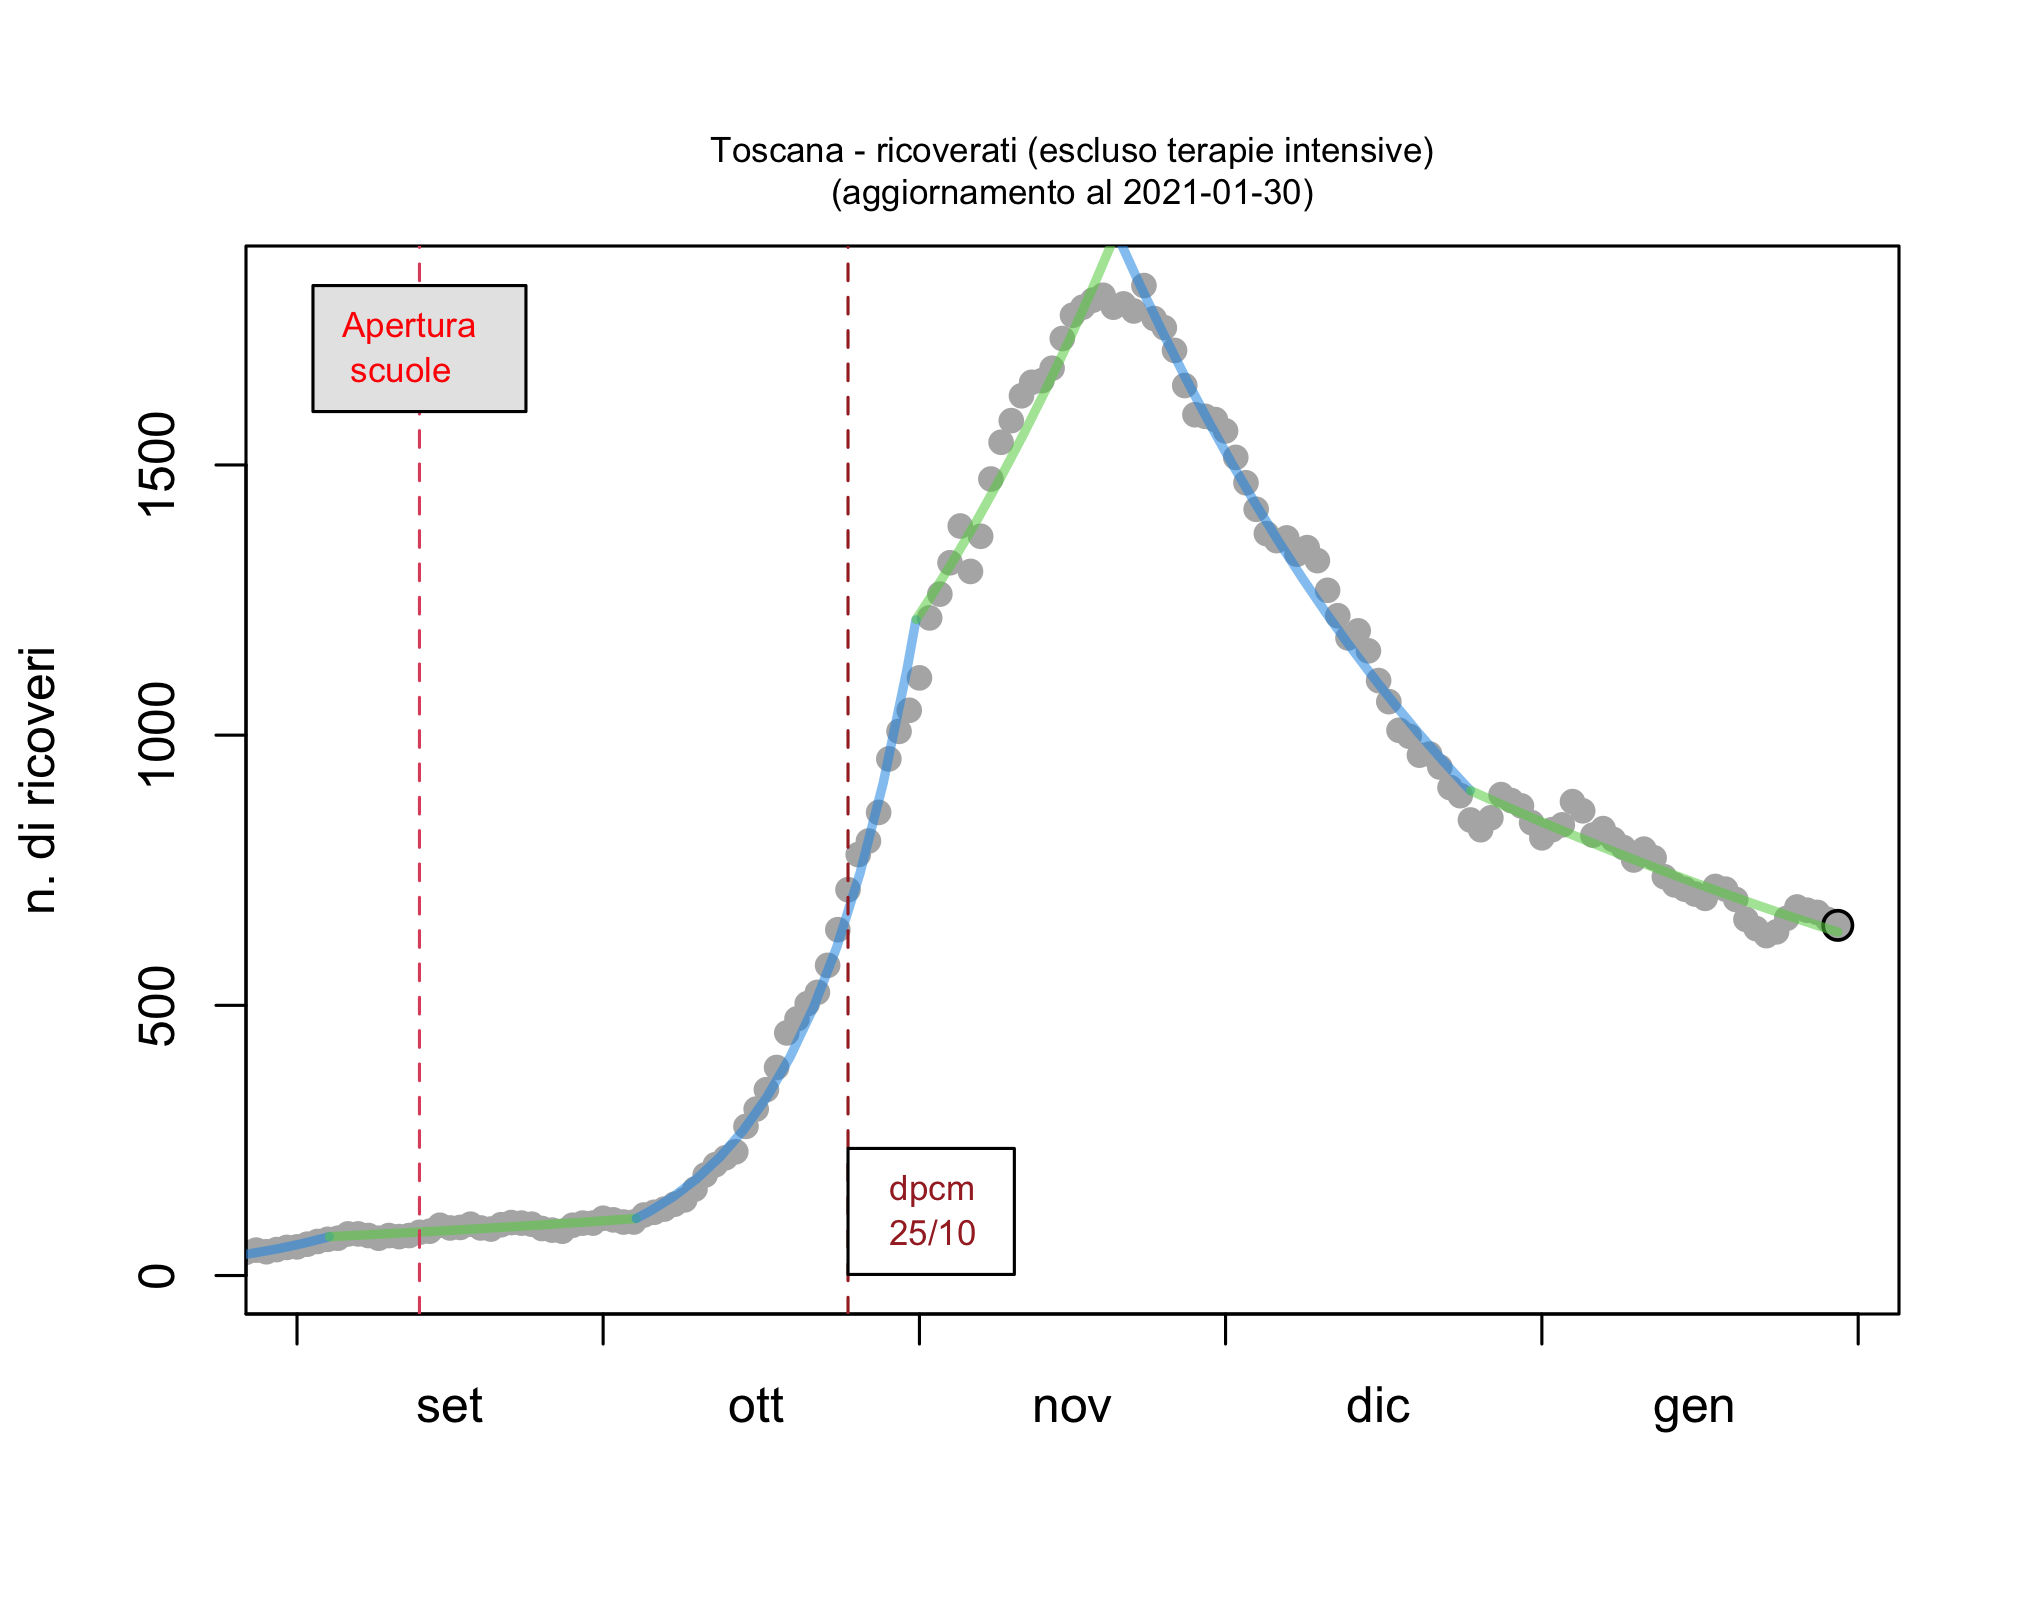 Toscana - ricoverati (escluso terapie intensive)
(aggiornamento al 2021-01-30)
Apertura
scuole
n. di ricoveri
1500
1000
500
0
dpcm
25/10
set
ott
nov
dic
gen